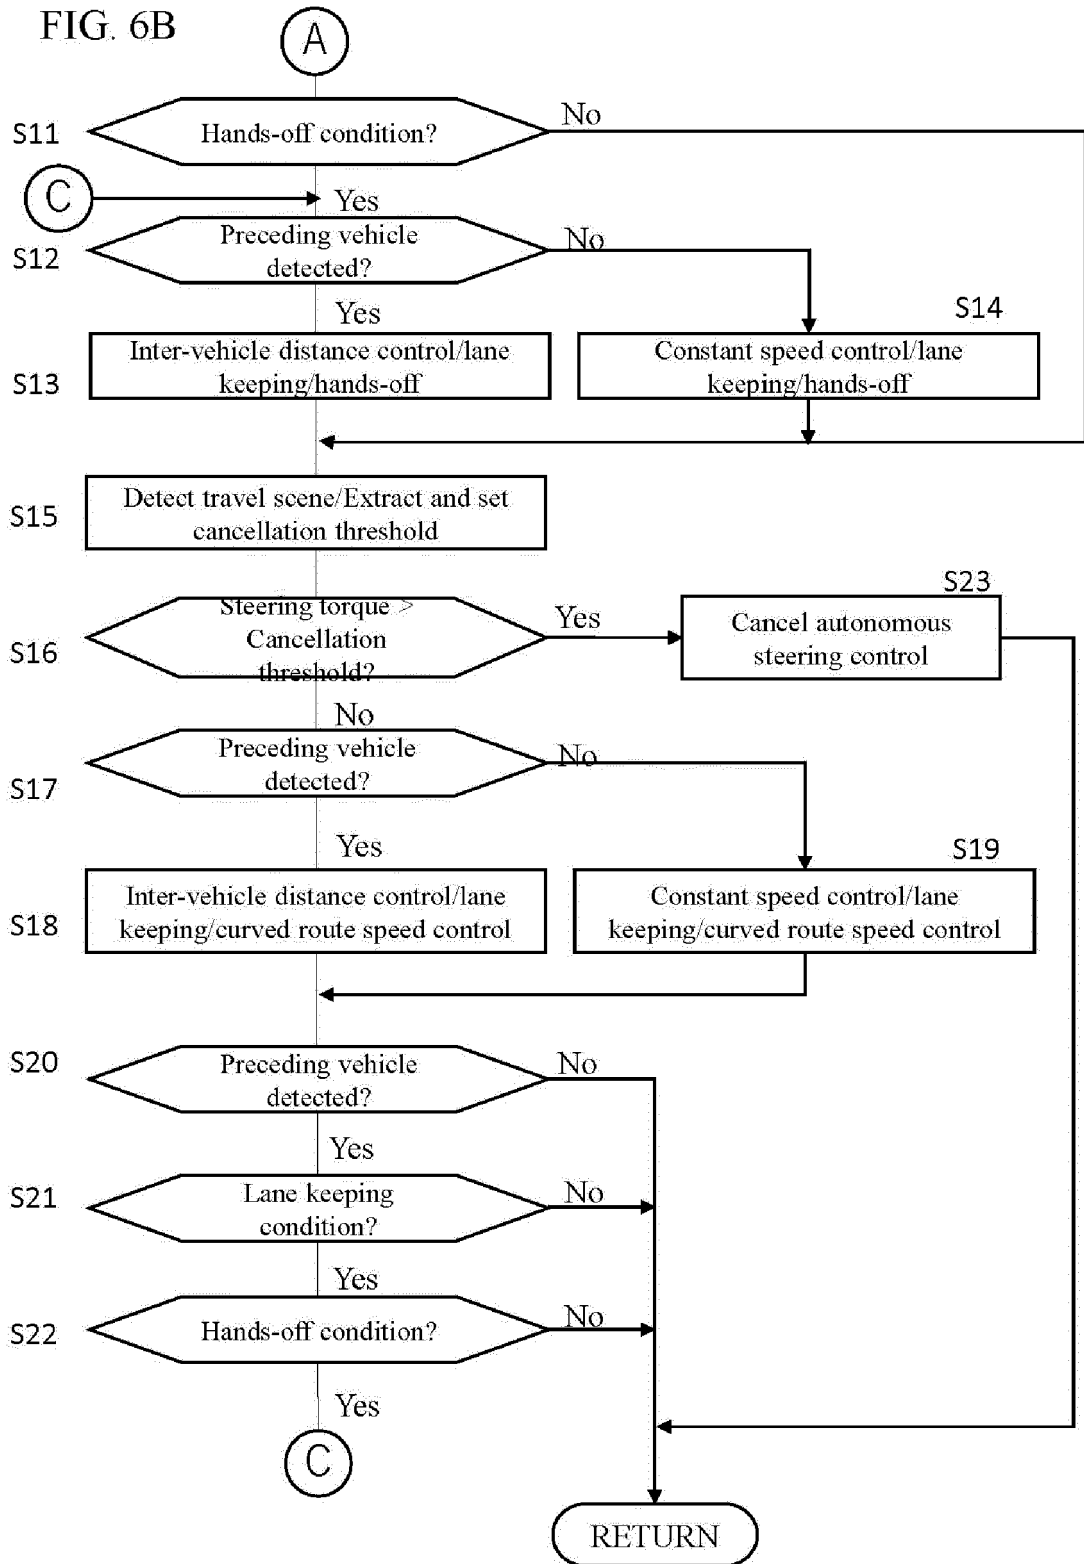 FIG. 6B
A
S11
Hands-off condition?
No
C
Yes
S12
Preceding vehicle
detected?
No
Yes
S14
S13
Inter-vehicle distance control/lane
keeping/hands-off
Constant speed control/lane
keeping/hands-off
S15
Detect travel scene/Extract and set
cancellation threshold
S16
Steering torque >
Cancellation
threshold?
Yes
S23
Cancel autonomous
steering control
No
S17
Preceding vehicle
detected?
No
Yes
S19
S18
Inter-vehicle distance control/lane
keeping/curved route speed control
Constant speed control/lane
keeping/curved route speed control
S20
Preceding vehicle
detected?
No
Yes
S21
Lane keeping
condition?
No
Yes
S22
Hands-off condition?
No
Yes
C
RETURN